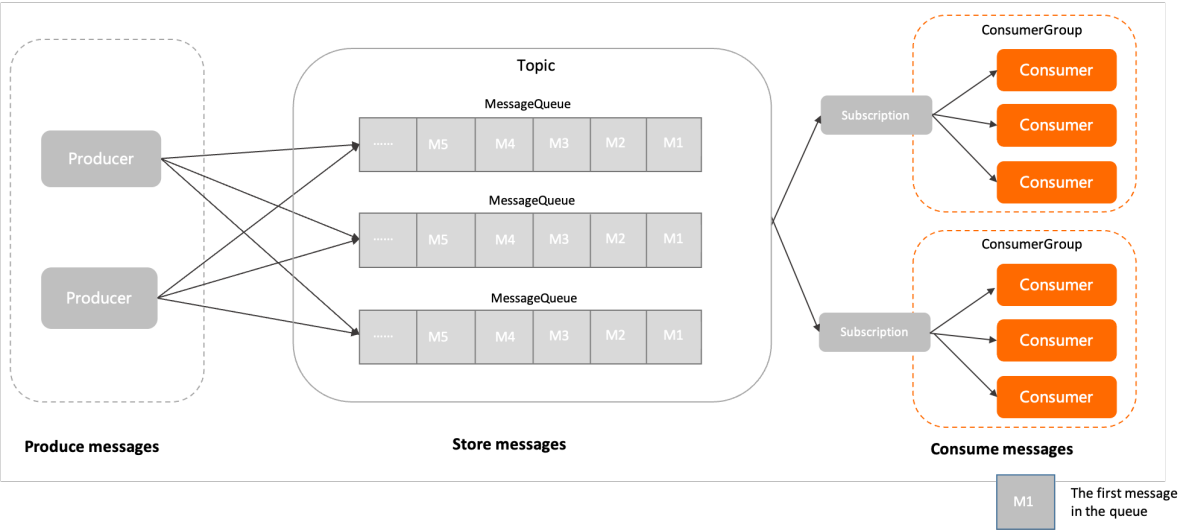 ConsumerGroup
Topic
Consumer
MessageQueue
Subscription
Consumer
...... M5 M4 M3 M2 M1
Producer
Consumer
MessageQueue
...... M5 M4 M3 M2 M1
ConsumerGroup
Consumer
Producer
MessageQueue
Subscription
Consumer
...... M5 M4 M3 M2 M1
Consumer
Produce messages
Store messages
Consume messages
M1
The first message
in the queue